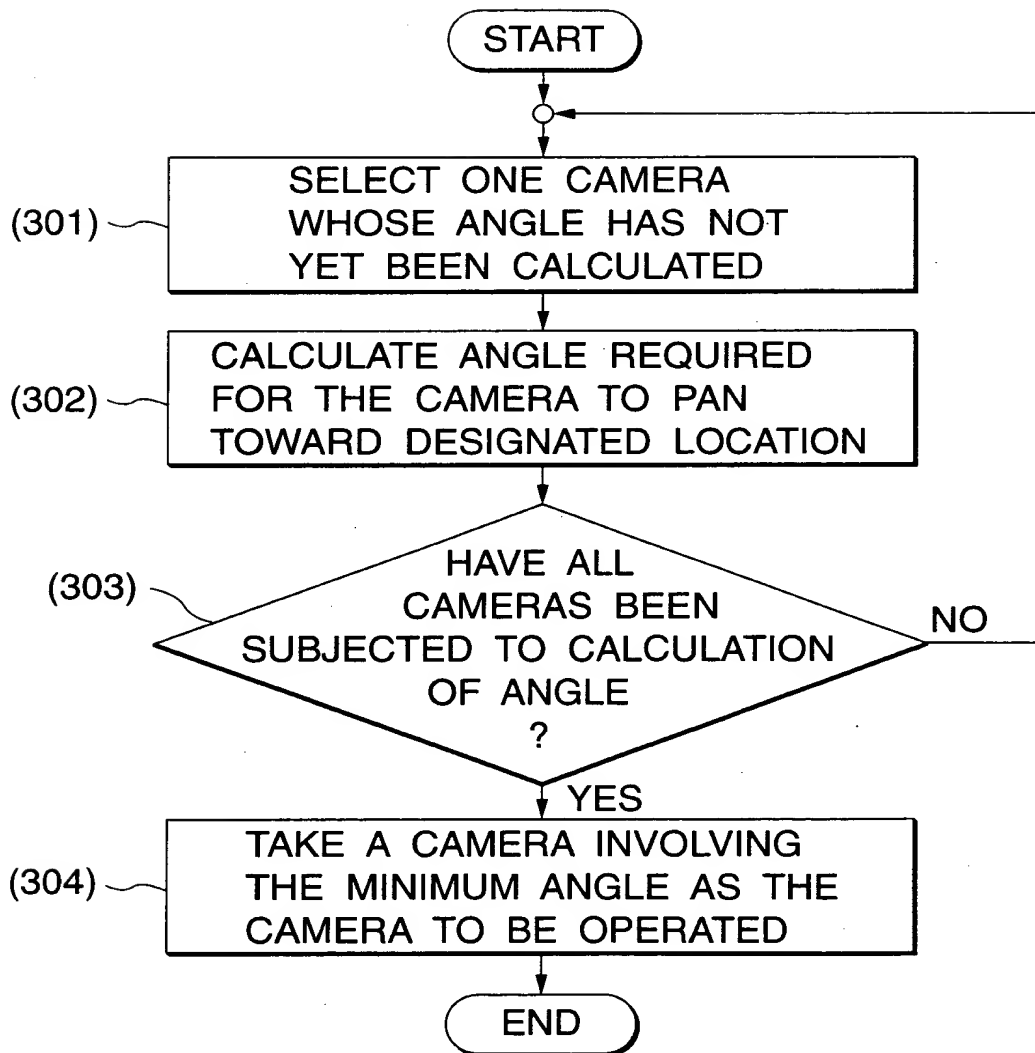 START
(301)
SELECT ONE CAMERA
WHOSE ANGLE HAS NOT
YET BEEN CALCULATED
(302)
CALCULATE ANGLE REQUIRED
FOR THE CAMERA TO PAN
TOWARD DESIGNATED LOCATION
(303)
HAVE ALL
CAMERAS BEEN
SUBJECTED TO CALCULATION
OF ANGLE
?
NO
YES
(304)
TAKE A CAMERA INVOLVING
THE MINIMUM ANGLE AS THE
CAMERA TO BE OPERATED
END